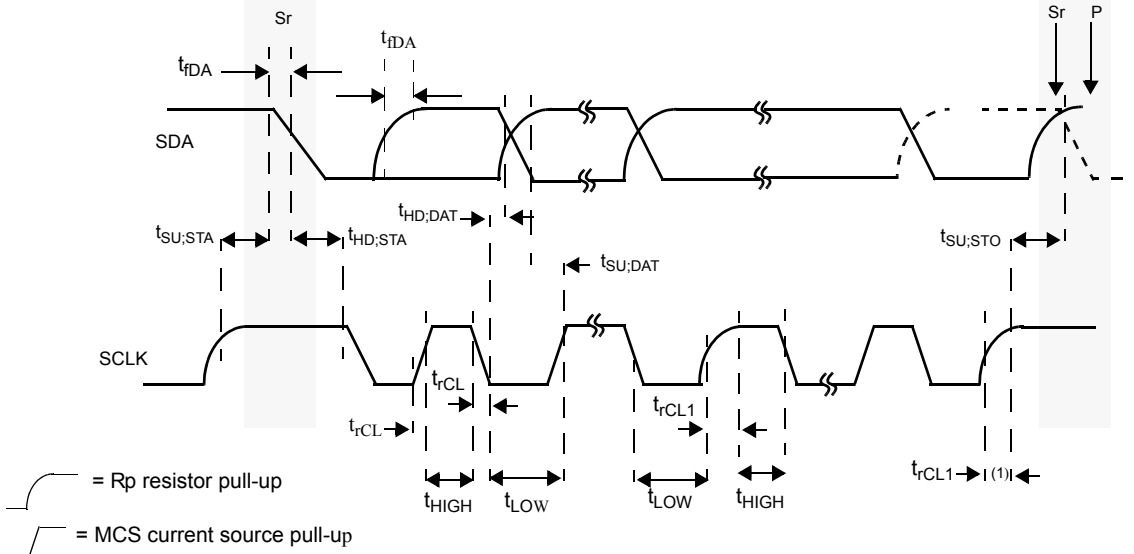 Sr
Sr P
tfDA
tfDA
SDA
tHD;DAT
tSU;STA
tHD;STA
tSU;STO
tSU;DAT
SCLK
trCL
trCL1
trCL
trCL1 (1)
tHIGH
tLOW
tLOW
tHIGH
= Rp resistor pull-up
= MCS current source pull-up